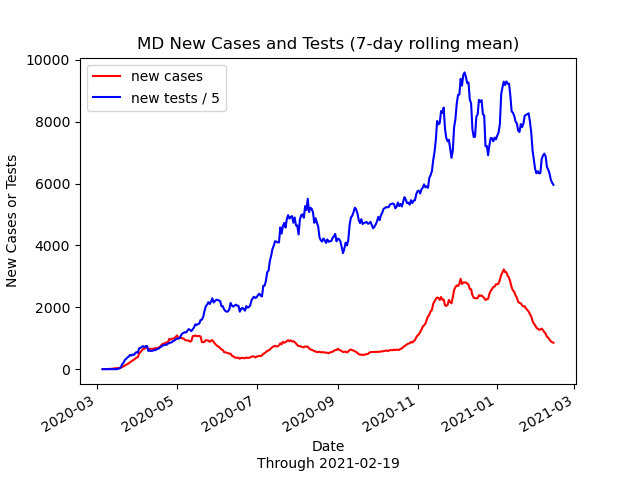 MD New Cases and Tests (7-day rolling mean)
new cases
new tests / 5
10000
8000
6000
4000
2000
0
New Cases or Tests
2020-03
2020-05
2020-07
2020-09
2020-11
2021-01
2021-03
Date
Through 2021-02-19